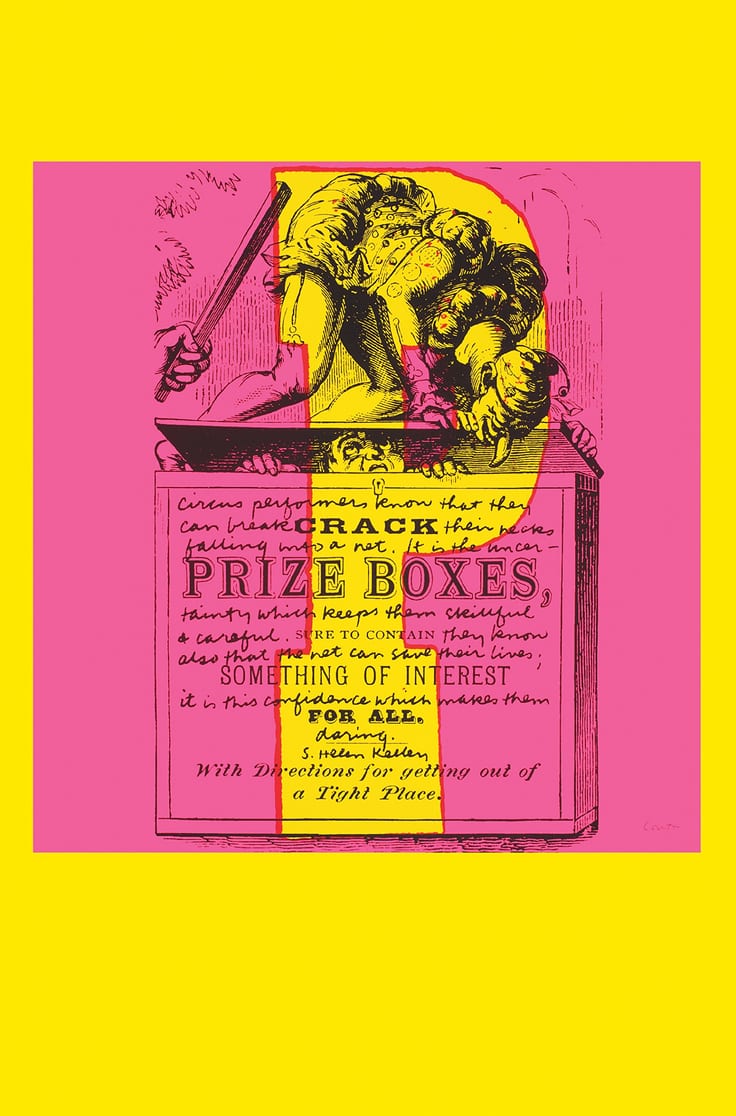 P
Circus performers know that they
can break CRACK their necks
falling into a net. It is the uncer-
PRIZE BOXES,
tainty which keeps them skillful
& careful. SURE TO CONTAIN they know
also that the net can save their lives;
SOMETHING OF INTEREST
it is this confidence which makes them
FOR ALL.
daring.
S. Helen Kelley
With Directions for getting out of
a Tight Place.